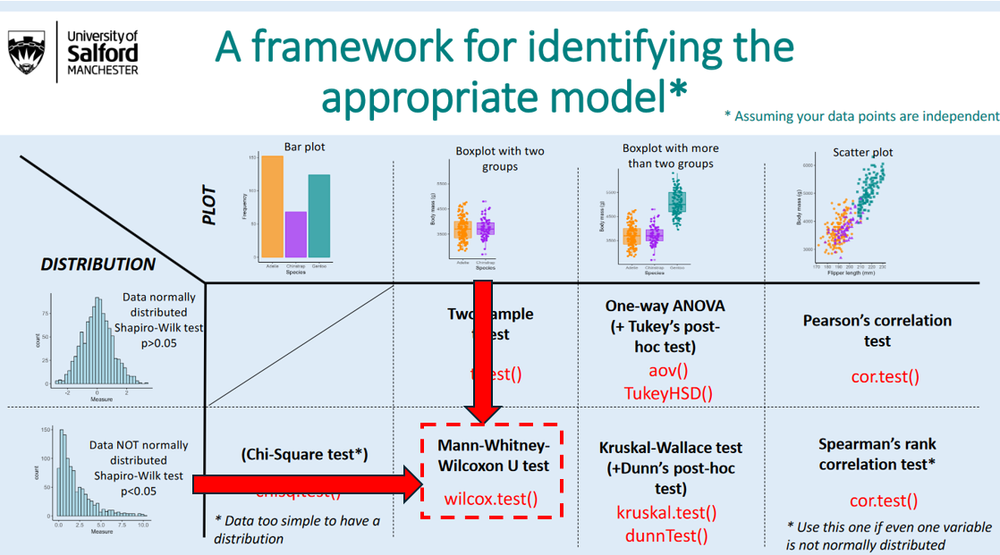 University of
Salford
MANCHESTER
A framework for identifying the
appropriate model*
* Assuming your data points are independent
PLOT
Bar plot
150
100
50
0
Frequency
Adelie Chinstrap Gentoo
Species
Boxplot with two
groups
5500
4500
3500
Body mass (g)
Adelie Chinstrap
Species
Boxplot with more
than two groups
5500
4500
3500
Body mass (g)
Adelie Chinstrap Gentoo
Species
Scatter plot
6000
5000
4000
3000
Body mass (g)
170 180 190 200 210 220 230
Flipper length (mm)
DISTRIBUTION
75
50
25
0
count
-2 0 2
Measure
Data normally
distributed
Shapiro-Wilk test
p>0.05
Two sample
test
test()
One-way ANOVA
(+ Tukey's post-
hoc test)
aov()
TukeyHSD()
Pearson's correlation
test
cor.test()
150
100
50
0
count
0.0 2.5 5.0 7.5 10.0
Measure
Data NOT normally
distributed
Shapiro-Wilk test
p<0.05
(Chi-Square test*)
chisq.test()
* Data too simple to have a
distribution
Mann-Whitney-
Wilcoxon U test
wilcox.test()
Kruskal-Wallace test
(+Dunn's post-hoc
test)
kruskal.test()
dunnTest()
Spearman's rank
correlation test*
cor.test()
* Use this one if even one variable
is not normally distributed